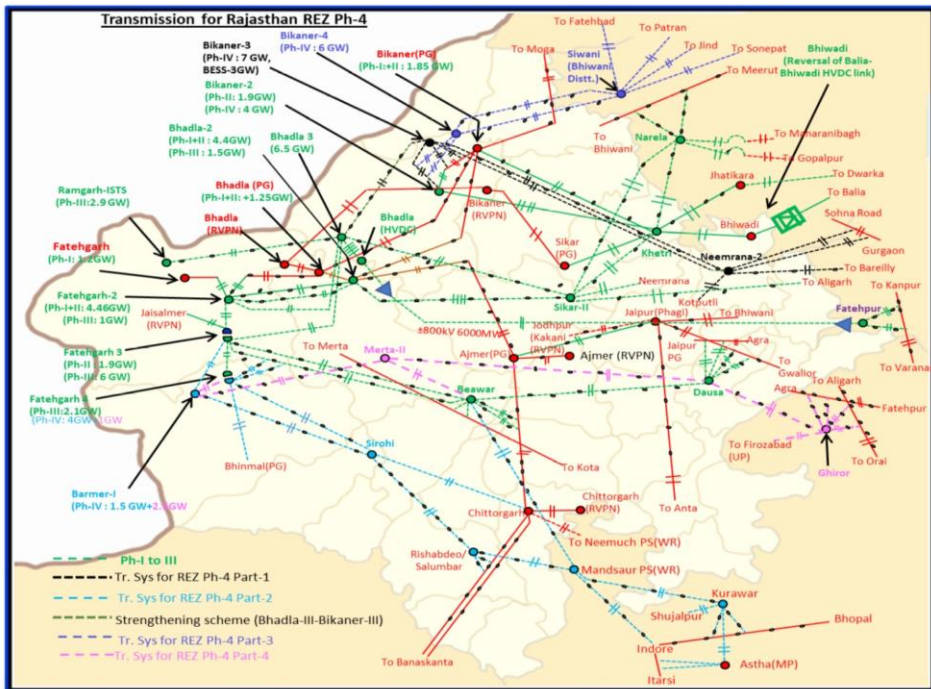 Transmission for Rajasthan REZ Ph-4
Bikaner-4
(Ph-IV : 6 GW)
Bikaner-3
(Ph-IV : 7 GW,
BESS-3GW)
Bikaner(PG)
(Ph-I:+II : 1.85 GW)
Bikaner-2
(Ph-II: 1.9GW)
(Ph-IV : 4 GW)
Bhadla-2
(Ph-I+II : 4.4GW)
(Ph-III : 1.5GW)
Bhadla 3
(6.5 GW)
Bhadla (PG)
(Ph-I+II: +1.25GW)
Bhadla
(RVPN)
Bhadla
(HVDC)
Ramgarh-ISTS
(Ph-III:2.9 GW)
Fatehgarh
(Ph-I: 1.2GW)
Fatehgarh-2
(Ph-I+II: 4.46GW)
(Ph-III: 1GW)
Jaisalmer
(RVPN)
Fatehgarh 3
(Ph-II : 1.9GW)
(Ph-III: 6 GW)
Fatehgarh
(Ph-III:2.1GW)
(Ph-IV: 4GW
1GW
Barmer-I
(Ph-IV : 1.5 GW+
To Moga
To Fatehbad
To Patran
To Jind
To Sonepat
Siwani
(Bhiwani
Distt.)
To Meerut
Bhiwadi
(Reversal of Balia-
Bhiwadi HVDC link)
To Bhiwani
Narela
To Maharanibagh
To Gopalpur
Jhatikara
To Dwarka
To Balia
Bikaner
(RVPN)
Sikar
(PG)
Khetri
Bhiwadi
Sohna Road
Gurgaon
Neemrana-2
To Bareilly
Neemrana
To Aligarh
Sikar-II
Kotputli
To Kanpur
Fatehpur
To Varana
±800kV 6000MW
Jodhpur
(Kakani
(RVPN)
Jaipur(Phagi)
To Bhiwani
Jaipur
PG
Agra
To Merta
Merta-II
Ajmer(PG)
Ajmer (RVPN)
To
Gwalior
Agra
To Aligarh
Fatehpur
Beawar
Dausa
To Firozabad
(UP)
To Orai
Ghiror
Bhinmal(PG)
Sirohi
To Kota
Chittorgarh
Chittorgarh
(RVPN)
To Anta
To Neemuch PS(WR)
Rishabdeo/
Salumbar
Mandsaur PS(WR)
Kurawar
Shujalpur
Bhopal
Indore
Astha(MP)
Itarsi
To Banaskanta
Ph-I to III
Tr. Sys for REZ Ph-4 Part-1
Tr. Sys for REZ Ph-4 Part-2
Strengthening scheme (Bhadla-III-Bikaner-III)
Tr. Sys for REZ Ph-4 Part-3
Tr. Sys for REZ Ph-4 Part-4